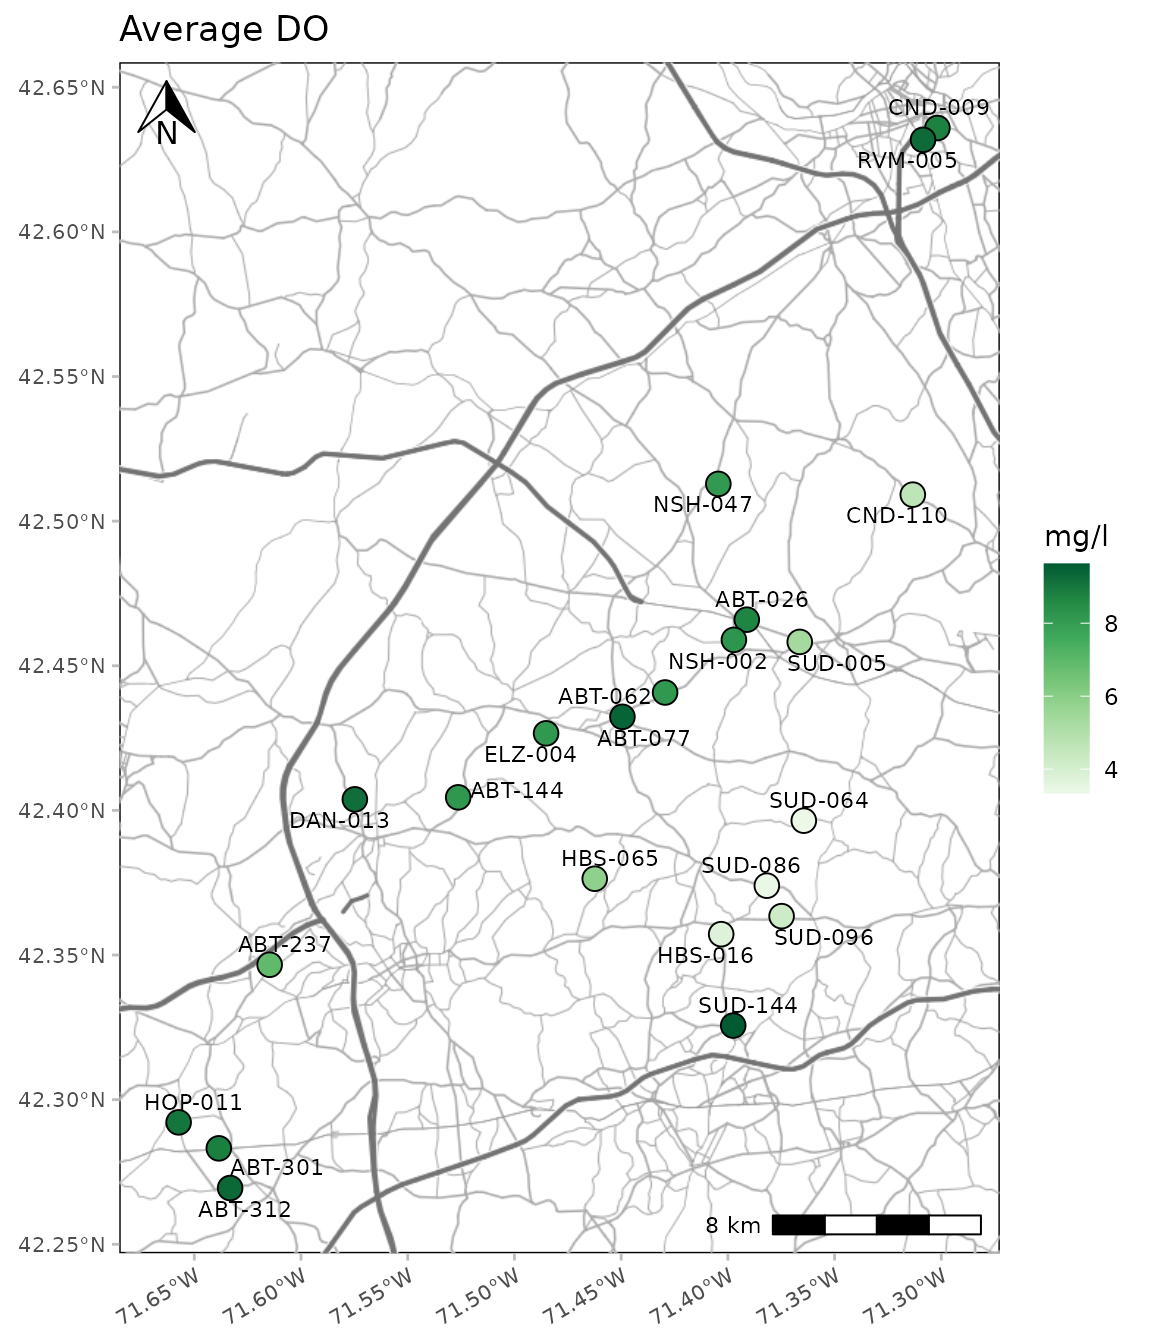 Average DO
42.65°N
N
CND-009
RVM-005
42.60°N
42.55°N
NSH-047
CND-110
42.50°N
mg/l
ABT-026
8
NSH-002
SUD-005
42.45°N
ABT-062
6
ABT-077
ELZ-004
4
ABT-144
SUD-064
42.40°N
DAN-013
HBS-065
SUD-086
SUD-096
ABT-237
HBS-016
42.35°N
SUD-144
42.30°N
HOP-011
ABT-301
ABT-312
8 km
42.25°N
71.65°W
71.60°W
71.55°W
71.50°W
71.45°W
71.40°W
71.35°W
71.30°W